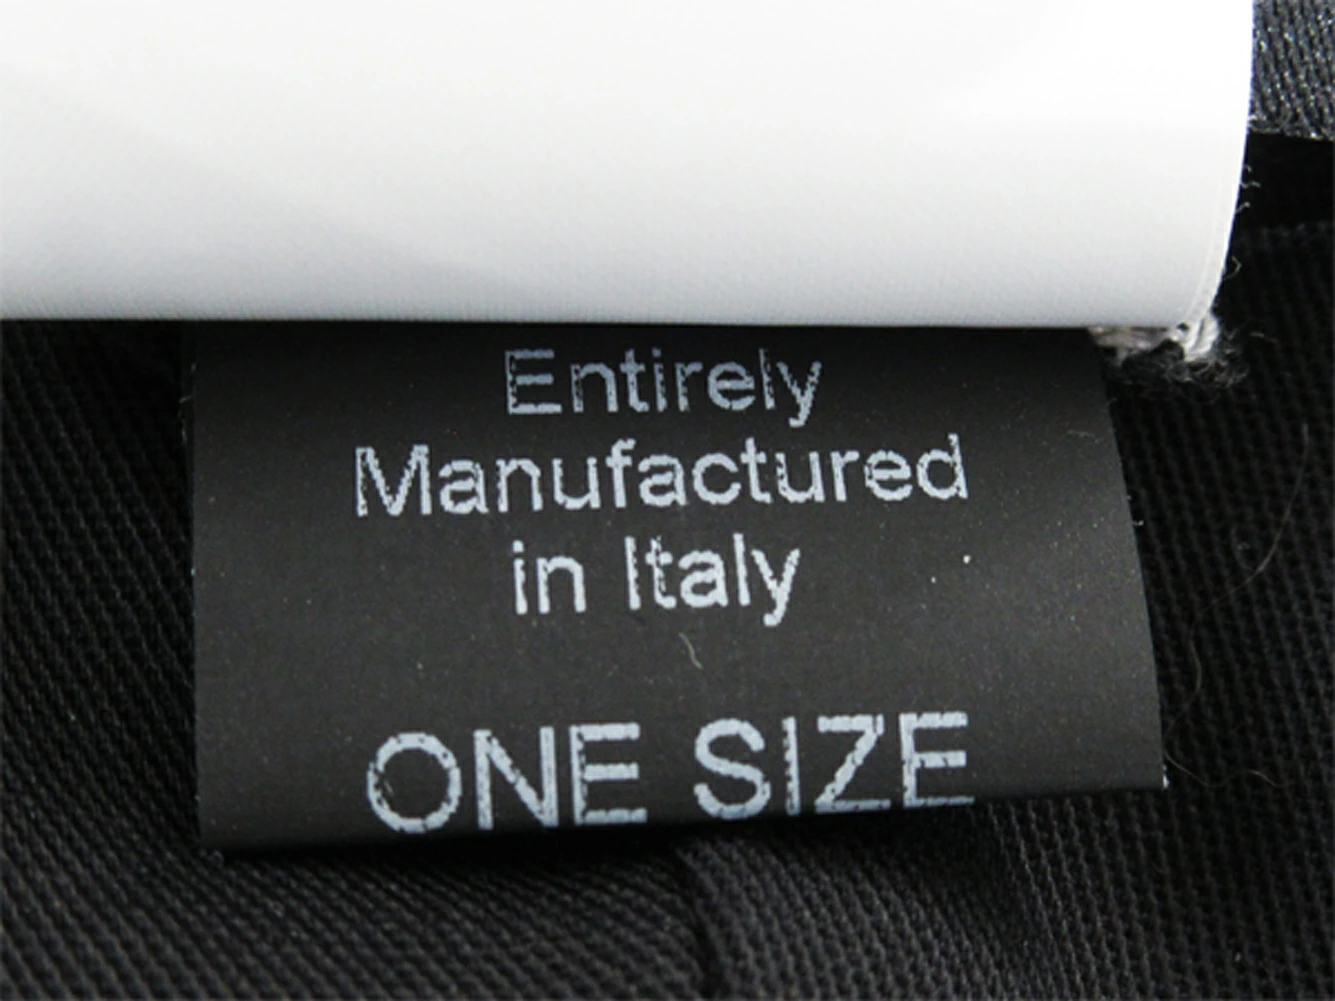 Entirely
Manufactured
in Italy
ONE SIZE